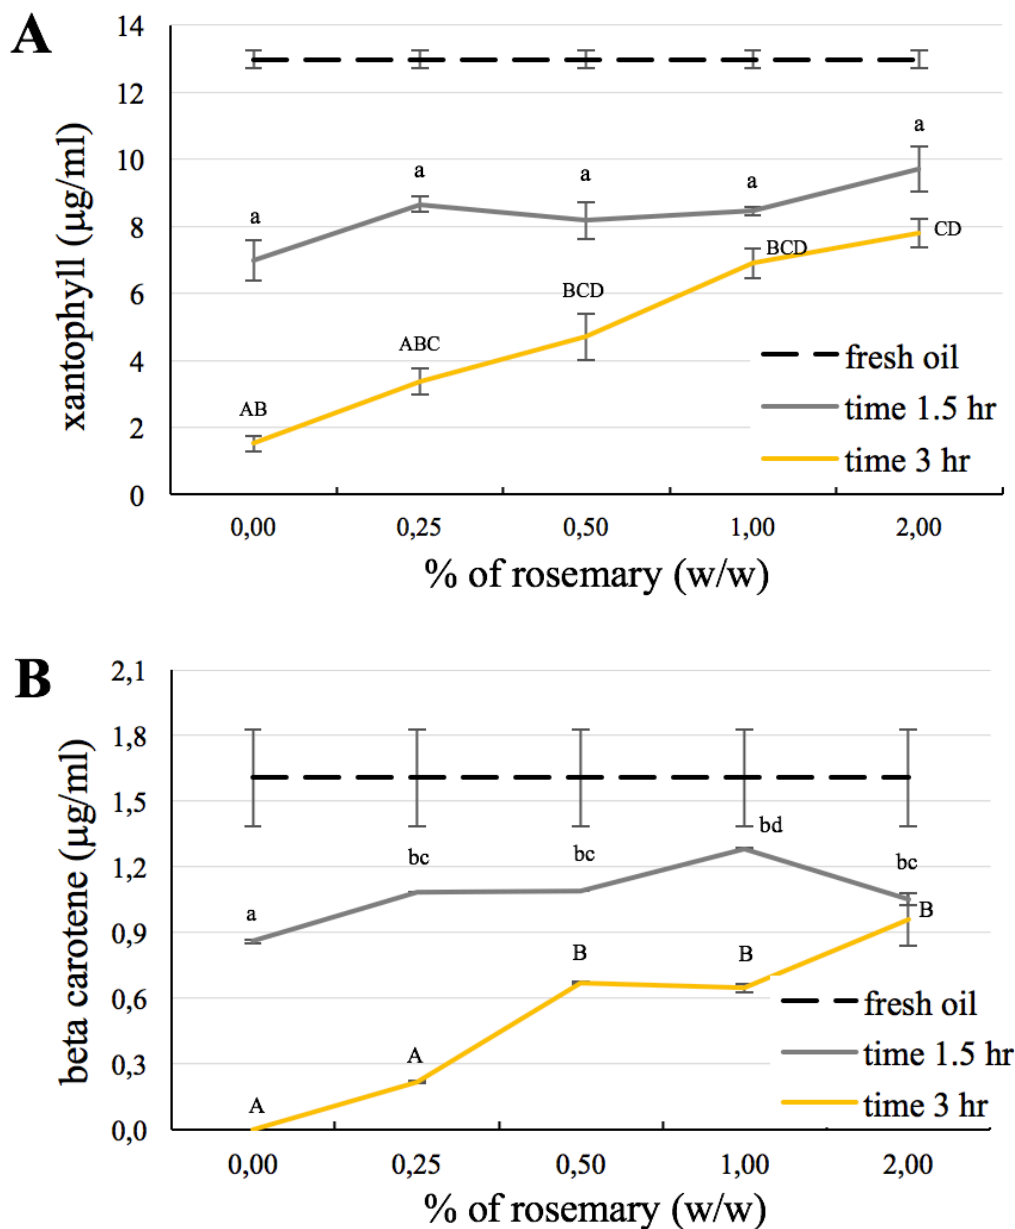 A
14
12
10
8
6
4
2
0
xantophyll (µg/ml)
a
a
a
a
a
AB
ABC
BCD
BCD
CD
fresh oil
time 1.5 hr
time 3 hr
0,00 0,25 0,50 1,00 2,00
% of rosemary (w/w)
B
2,1
1,8
1,5
1,2
0,9
0,6
0,3
0,0
beta carotene (µg/ml)
a
bc
bc
bd
bc
A
A
B
B
B
fresh oil
time 1.5 hr
time 3 hr
0,00 0,25 0,50 1,00 2,00
% of rosemary (w/w)